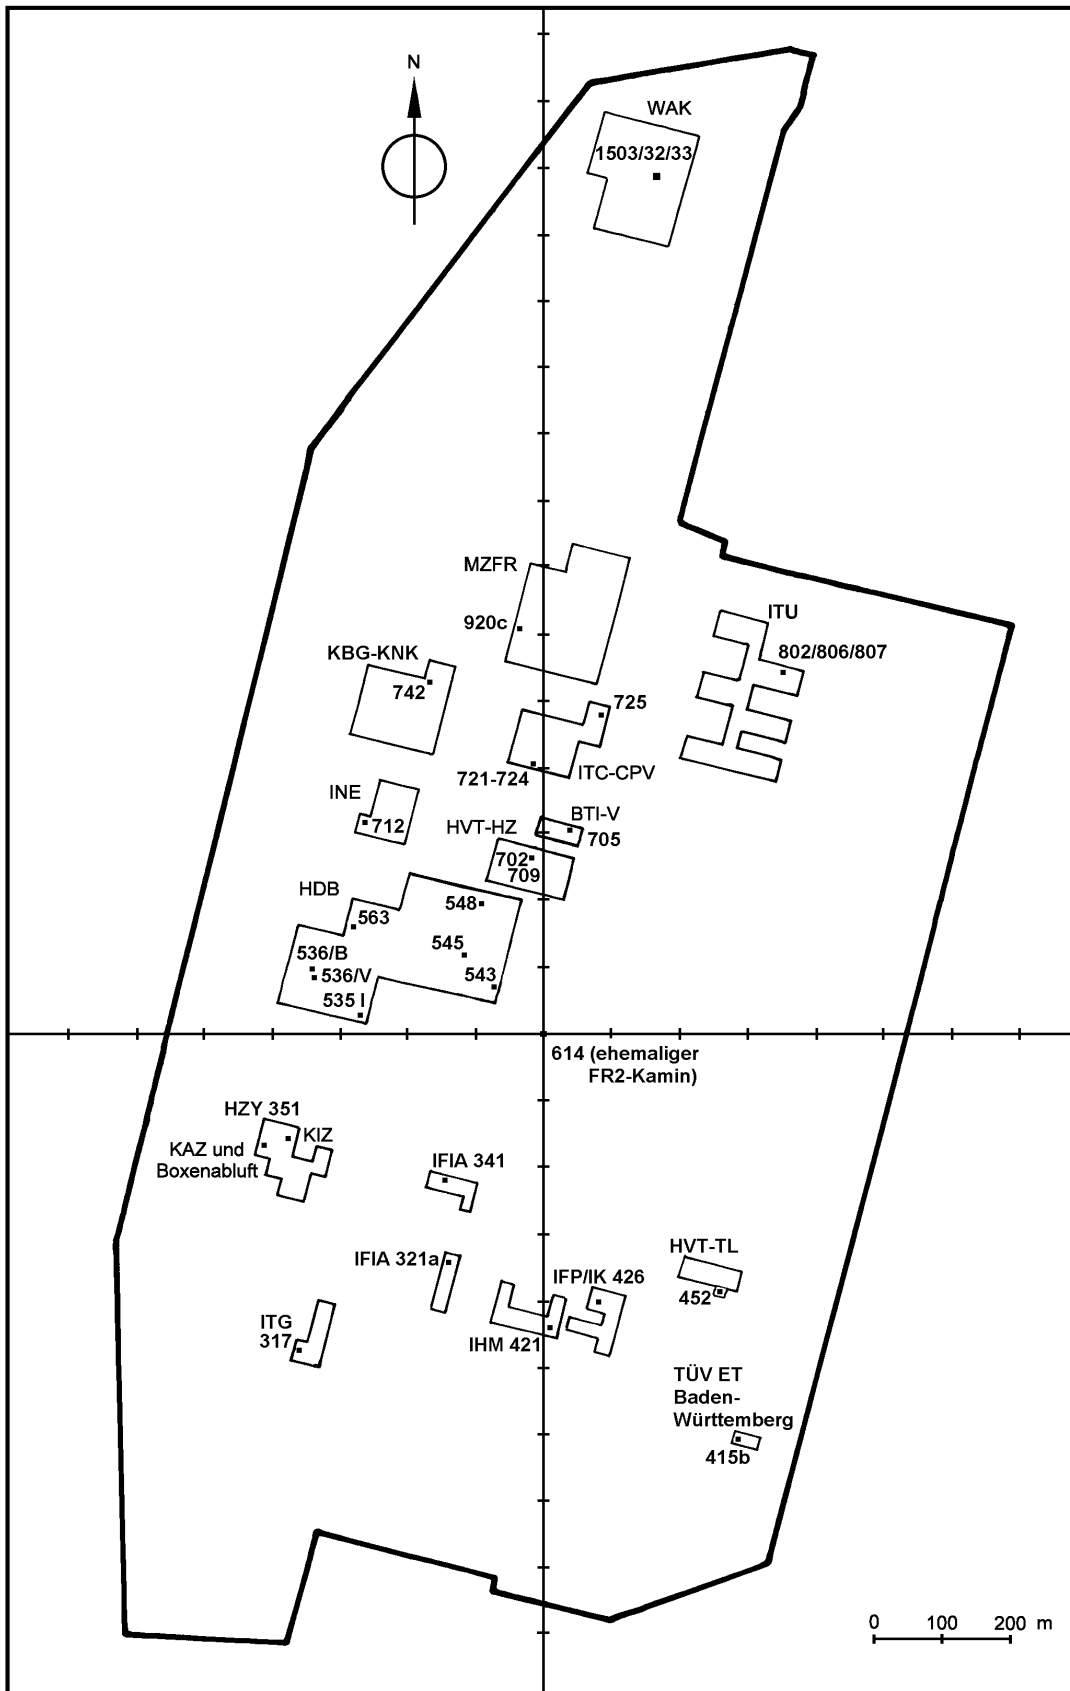 N
WAK
1503/32/33
MZFR
920c
ITU
802/806/807
KBG-KNK
742
725
721-724
ITC-CPV
INE
712
BTI-V
705
HVT-HZ
702
709
HDB
563
548
545
543
536/B
536/V
535 I
614 (ehemaliger
FR2-Kamin)
HZY 351
KIZ
KAZ und
Boxenabluft
IFIA 341
IFIA 321a
HVT-TL
452
IFP/IK 426
IHM 421
ITG
317
TÜV ET
Baden-
Württemberg
415b
0 100 200 m